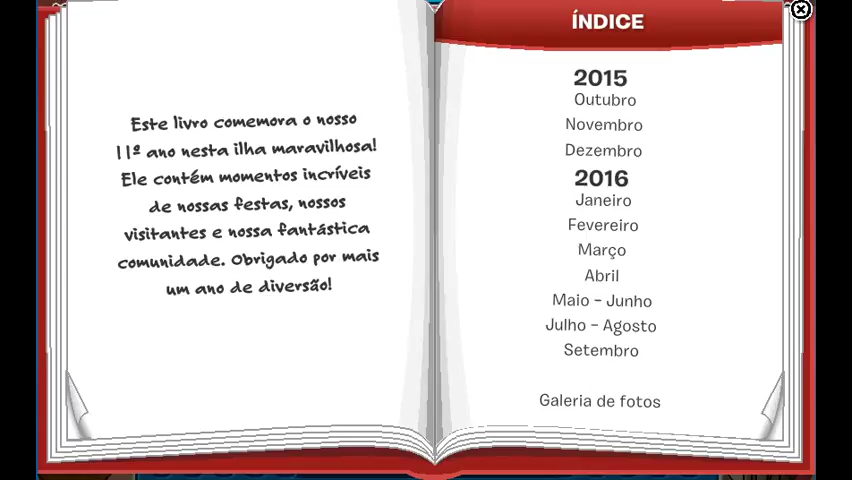 Este livro comemora o nosso
11º ano nesta ilha maravilhosa!
Ele contém momentos incríveis
de nossas festas, nossos
visitantes e nossa fantástica
comunidade. Obrigado por mais
um ano de diversão!
ÍNDICE
2015
Outubro
Novembro
Dezembro
2016
Janeiro
Fevereiro
Março
Abril
Maio - Junho
Julho - Agosto
Setembro
Galeria de fotos